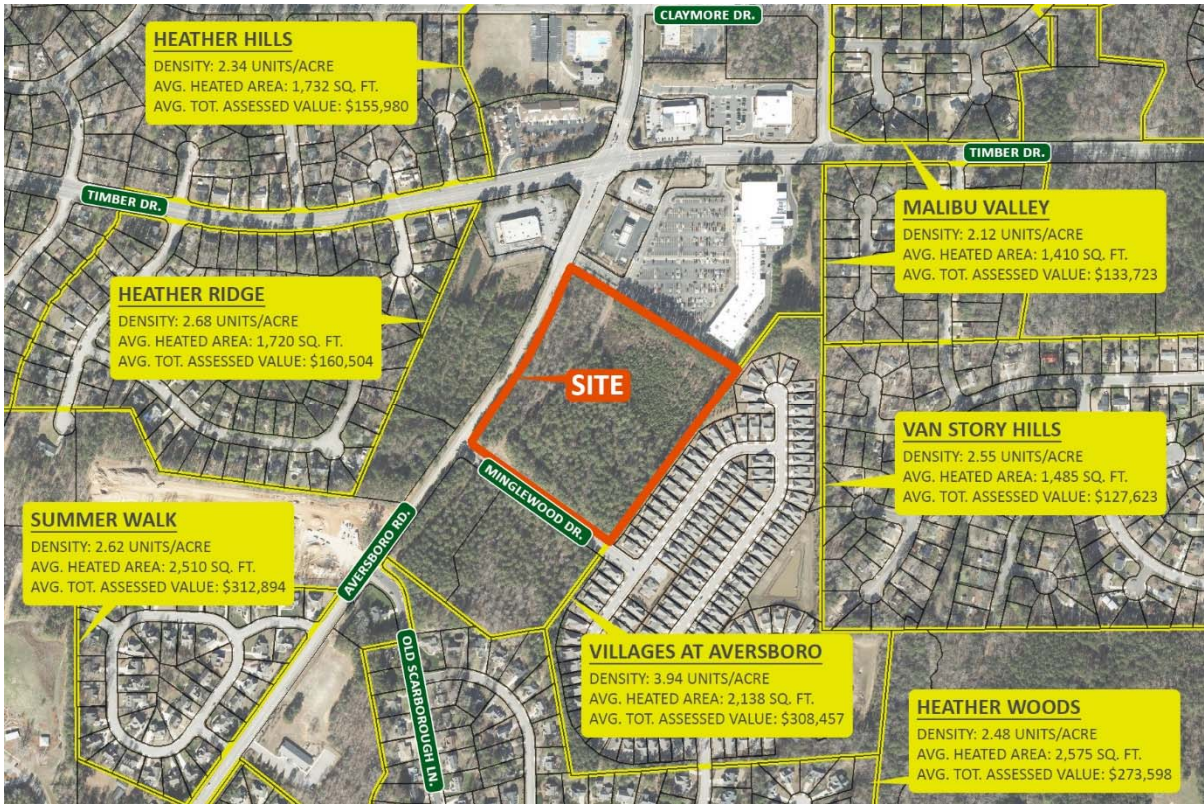 CLAYMORE DR.
HEATHER HILLS
DENSITY: 2.34 UNITS/ACRE
AVG. HEATED AREA: 1,732 SQ. FT.
AVG. TOT. ASSESSED VALUE: $155,980
TIMBER DR.
TIMBER DR.
MALIBU VALLEY
DENSITY: 2.12 UNITS/ACRE
AVG. HEATED AREA: 1,410 SQ. FT.
AVG. TOT. ASSESSED VALUE: $133,723
HEATHER RIDGE
DENSITY: 2.68 UNITS/ACRE
AVG. HEATED AREA: 1,720 SQ. FT.
AVG. TOT. ASSESSED VALUE: $160,504
SITE
VAN STORY HILLS
DENSITY: 2.55 UNITS/ACRE
AVG. HEATED AREA: 1,485 SQ. FT.
AVG. TOT. ASSESSED VALUE: $127,623
MINGLEWOOD DR.
SUMMER WALK
DENSITY: 2.62 UNITS/ACRE
AVG. HEATED AREA: 2,510 SQ. FT.
AVG. TOT. ASSESSED VALUE: $312,894
AVERSBORO RD.
OLD SCARBOROUGH LN.
VILLAGES AT AVERSBORO
DENSITY: 3.94 UNITS/ACRE
AVG. HEATED AREA: 2,138 SQ. FT.
AVG. TOT. ASSESSED VALUE: $308,457
HEATHER WOODS
DENSITY: 2.48 UNITS/ACRE
AVG. HEATED AREA: 2,575 SQ. FT.
AVG. TOT. ASSESSED VALUE: $273,598